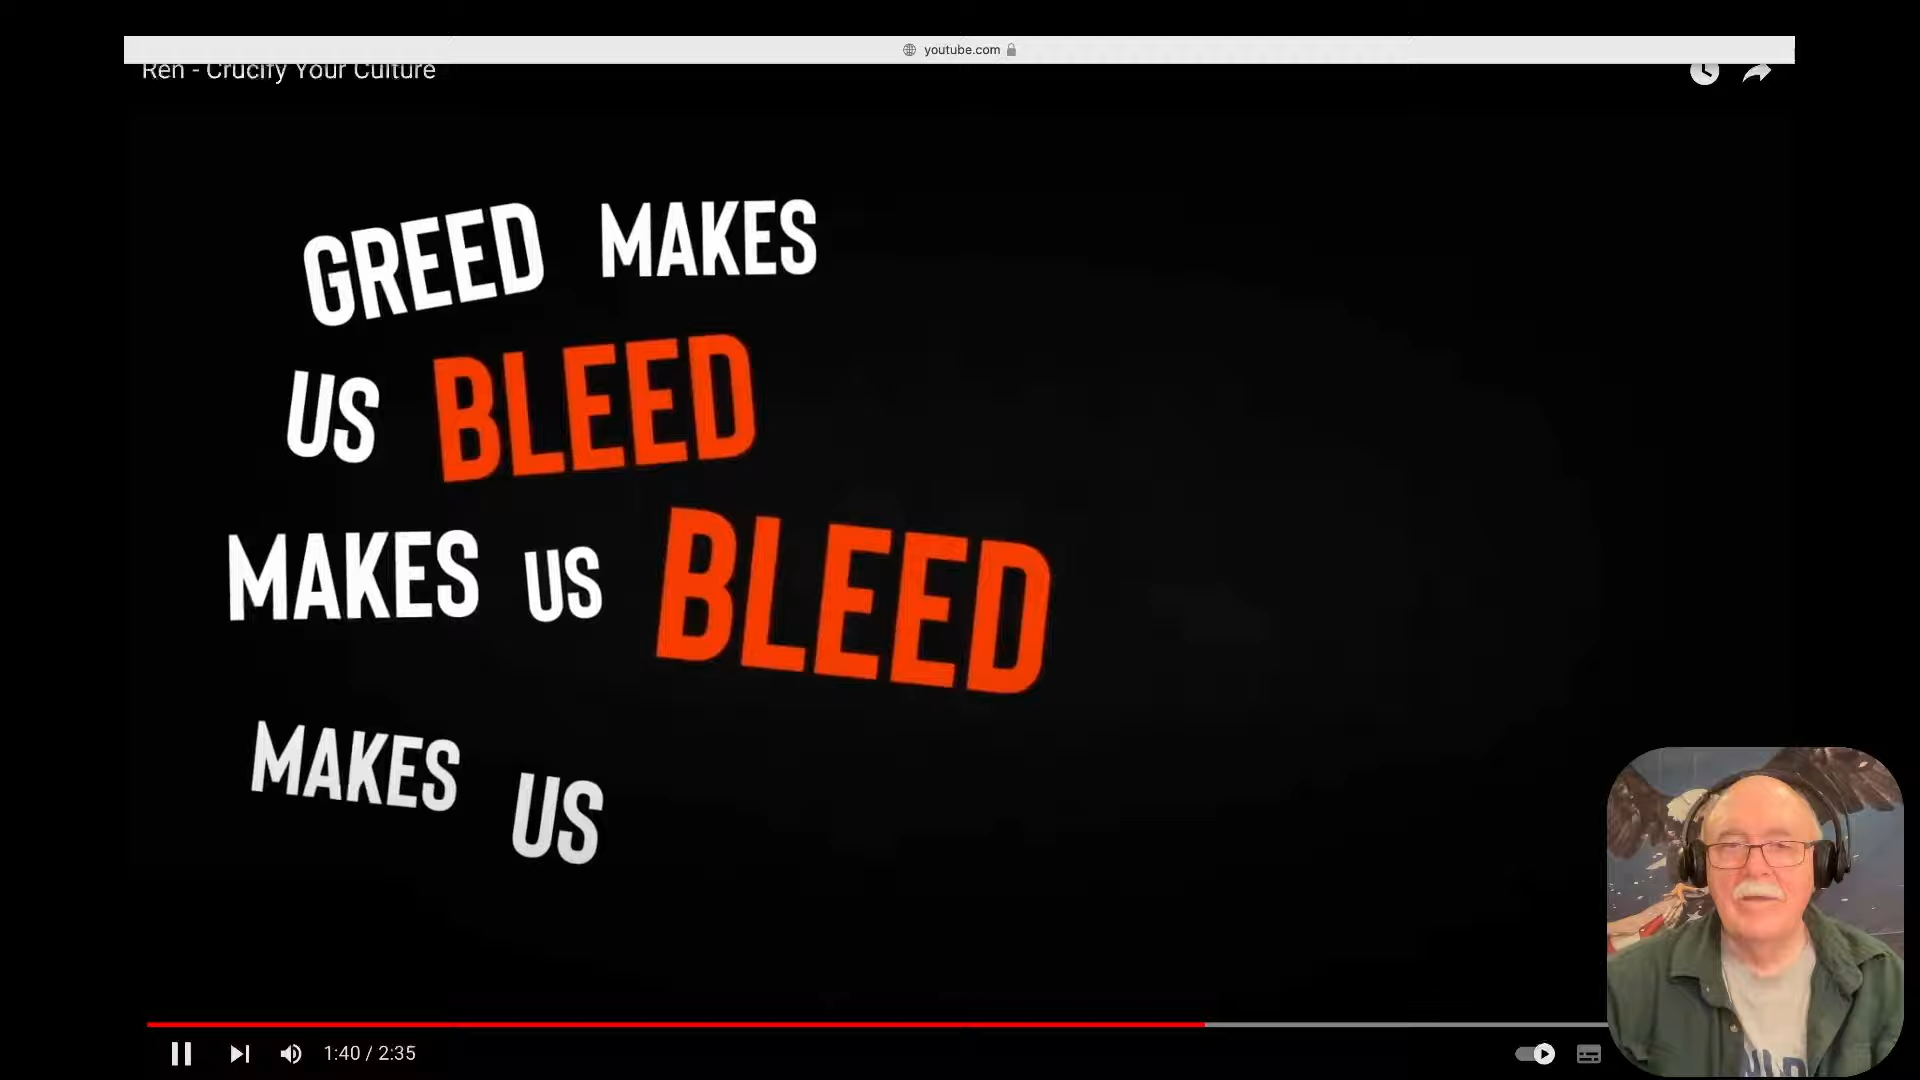 youtube.com
Ren - Crucify Your Culture
GREED MAKES
US BLEED
MAKES US BLEED
MAKES US
1:40 / 2:35